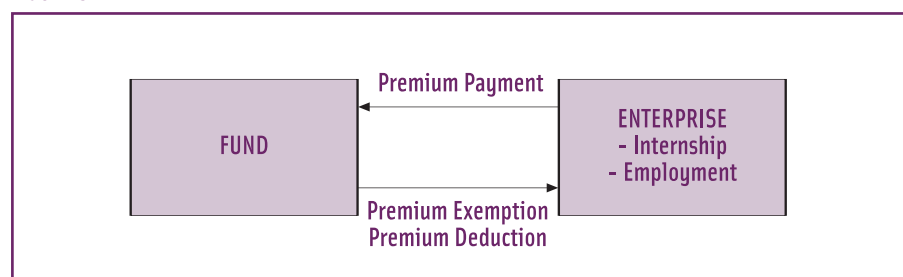 Premium Payment
FUND
ENTERPRISE
- Internship
- Employment
Premium Exemption
Premium Deduction